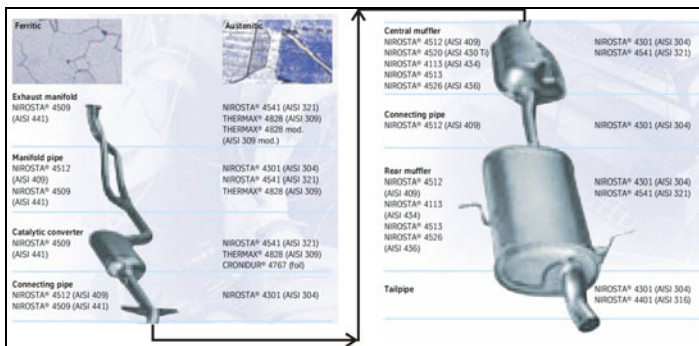 Ferritic
Austenitic
Exhaust manifold
NIROSTA® 4509
(AISI 441)
NIROSTA® 4541 (AISI 321)
THERMAX® 4828 (AISI 309)
THERMAX® 4828 mod.
(AISI 309 mod.)
Manifold pipe
NIROSTA® 4512
(AISI 409)
NIROSTA® 4509
(AISI 441)
NIROSTA® 4301 (AISI 304)
NIROSTA® 4541 (AISI 321)
THERMAX® 4828 (AISI 309)
Catalytic converter
NIROSTA® 4509
(AISI 441)
NIROSTA® 4541 (AISI 321)
THERMAX® 4828 (AISI 309)
CRONIDUR® 4767 (foil)
Connecting pipe
NIROSTA® 4512 (AISI 409)
NIROSTA® 4509 (AISI 441)
NIROSTA® 4301 (AISI 304)
Central muffler
NIROSTA® 4512 (AISI 409)
NIROSTA® 4520 (AISI 430 Ti)
NIROSTA® 4113 (AISI 434)
NIROSTA® 4513
NIROSTA® 4526 (AISI 436)
NIROSTA® 4301 (AISI 304)
NIROSTA® 4541 (AISI 321)
Connecting pipe
NIROSTA® 4512 (AISI 409)
NIROSTA® 4301 (AISI 304)
Rear muffler
NIROSTA® 4512
(AISI 409)
NIROSTA® 4113
(AISI 434)
NIROSTA® 4513
NIROSTA® 4526
(AISI 436)
NIROSTA® 4301 (AISI 304)
NIROSTA® 4541 (AISI 321)
Tailpipe
NIROSTA® 4301 (AISI 304)
NIROSTA® 4401 (AISI 316)